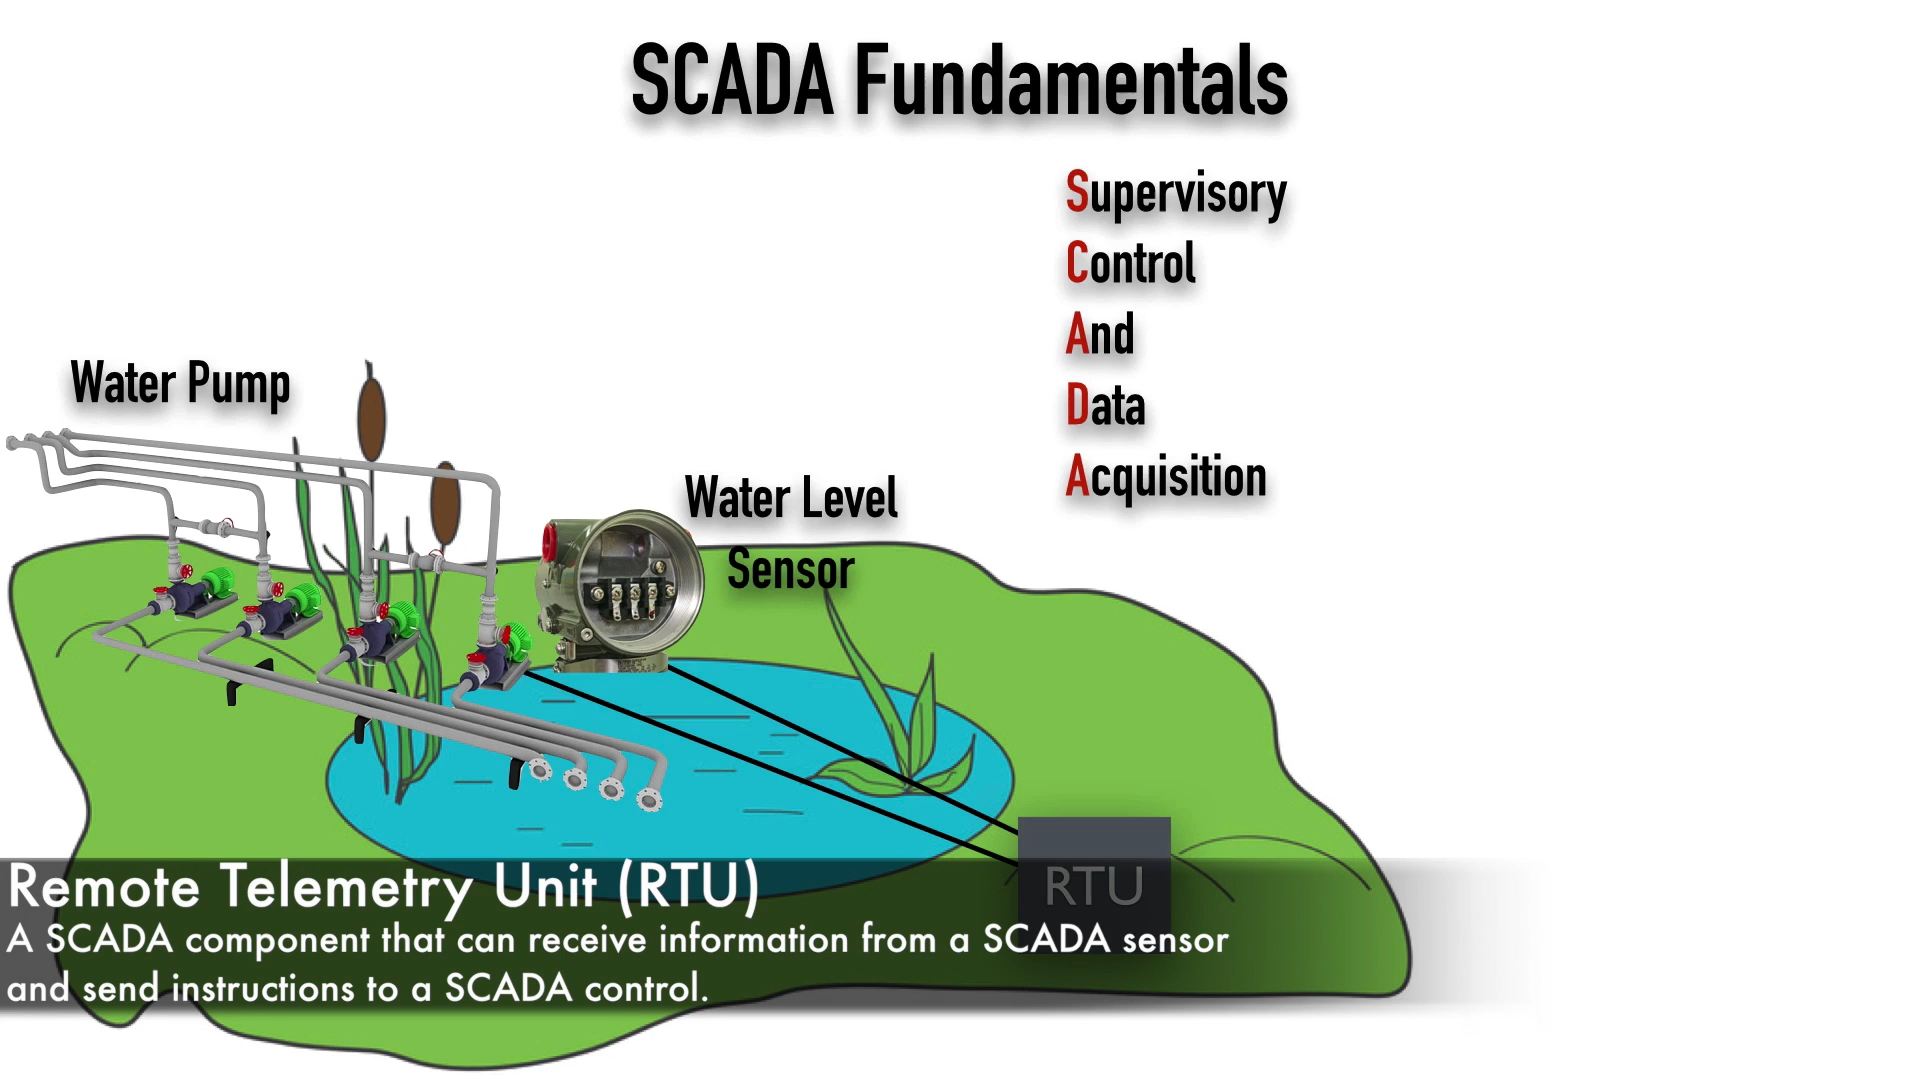 SCADA Fundamentals
Supervisory
Control
And
Data
Acquisition
Water Pump
Water Level
Sensor
RTU
Remote Telemetry Unit (RTU)
A SCADA component that can receive information from a SCADA sensor
and send instructions to a SCADA control.